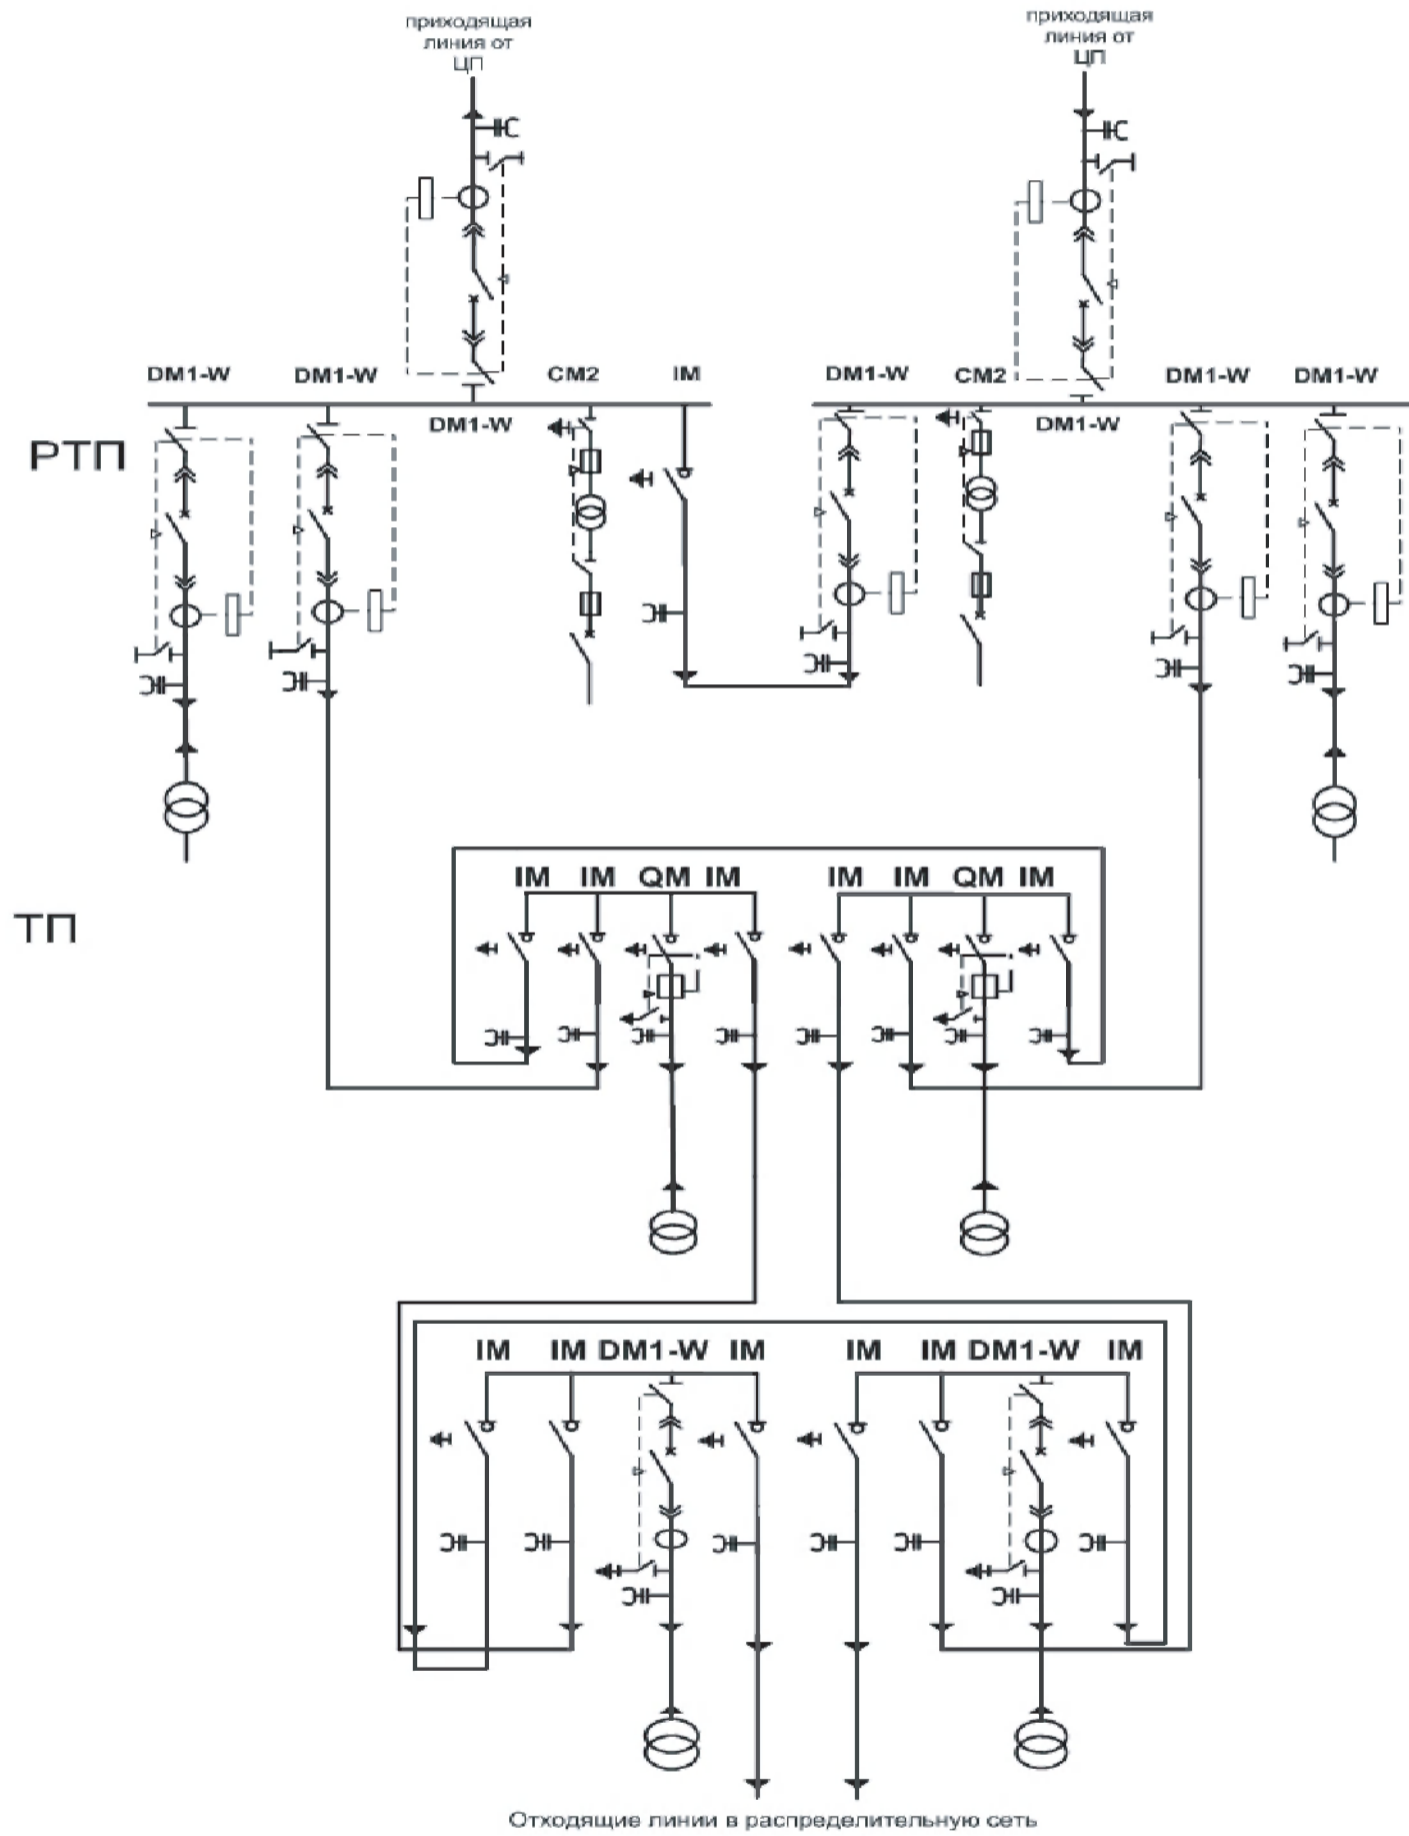 приходящая
линия от
ЦП
приходящая
линия от
ЦП
DM1-W DM1-W CM2 IM DM1-W CM2 DM1-W DM1-W
DM1-W DM1-W
РТП
IM IM QM IM IM IM QM IM
ТП
IM IM DM1-W IM IM IM DM1-W IM
Отходящие линии в распределительную сеть